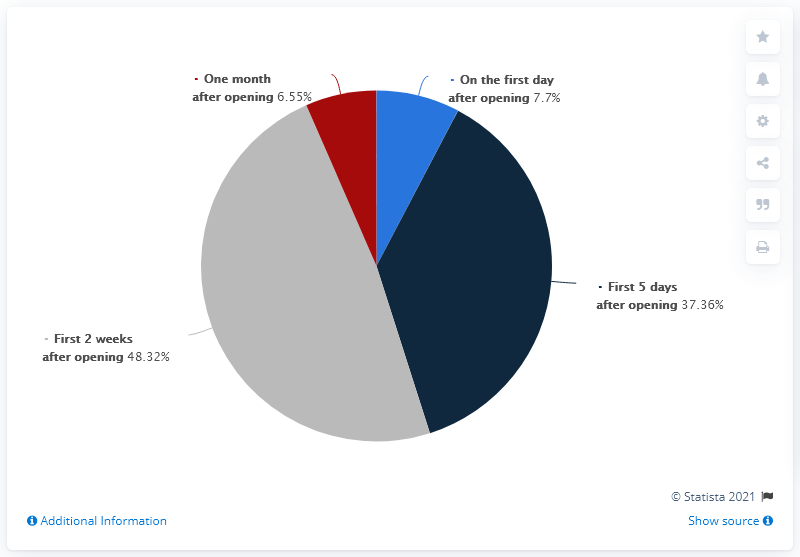 - One month
after opening 6.55%
- On the first day
after opening 7.7%
- First 5 days
after opening 37.36%
- First 2 weeks
after opening 48.32%
© Statista 2021
Additional Information
Show source